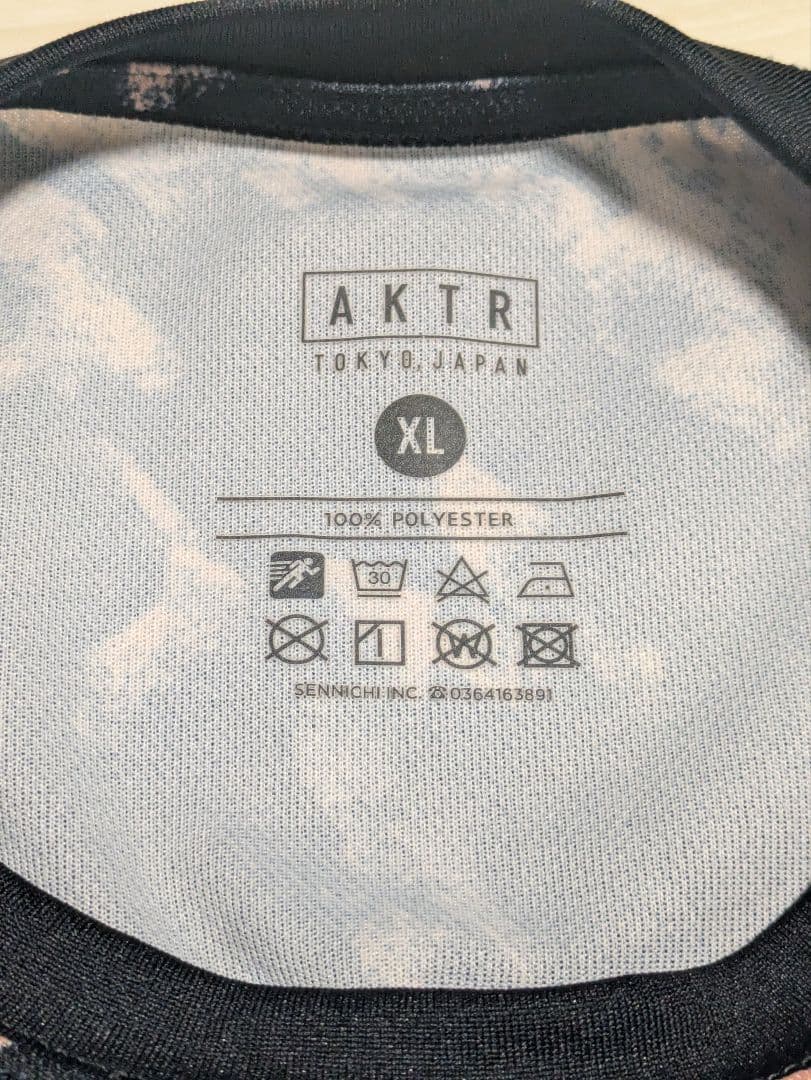 AKTR
TOKYO, JAPAN
XL
100% POLYESTER
30
W
SENNICHI INC. ☎0364163891